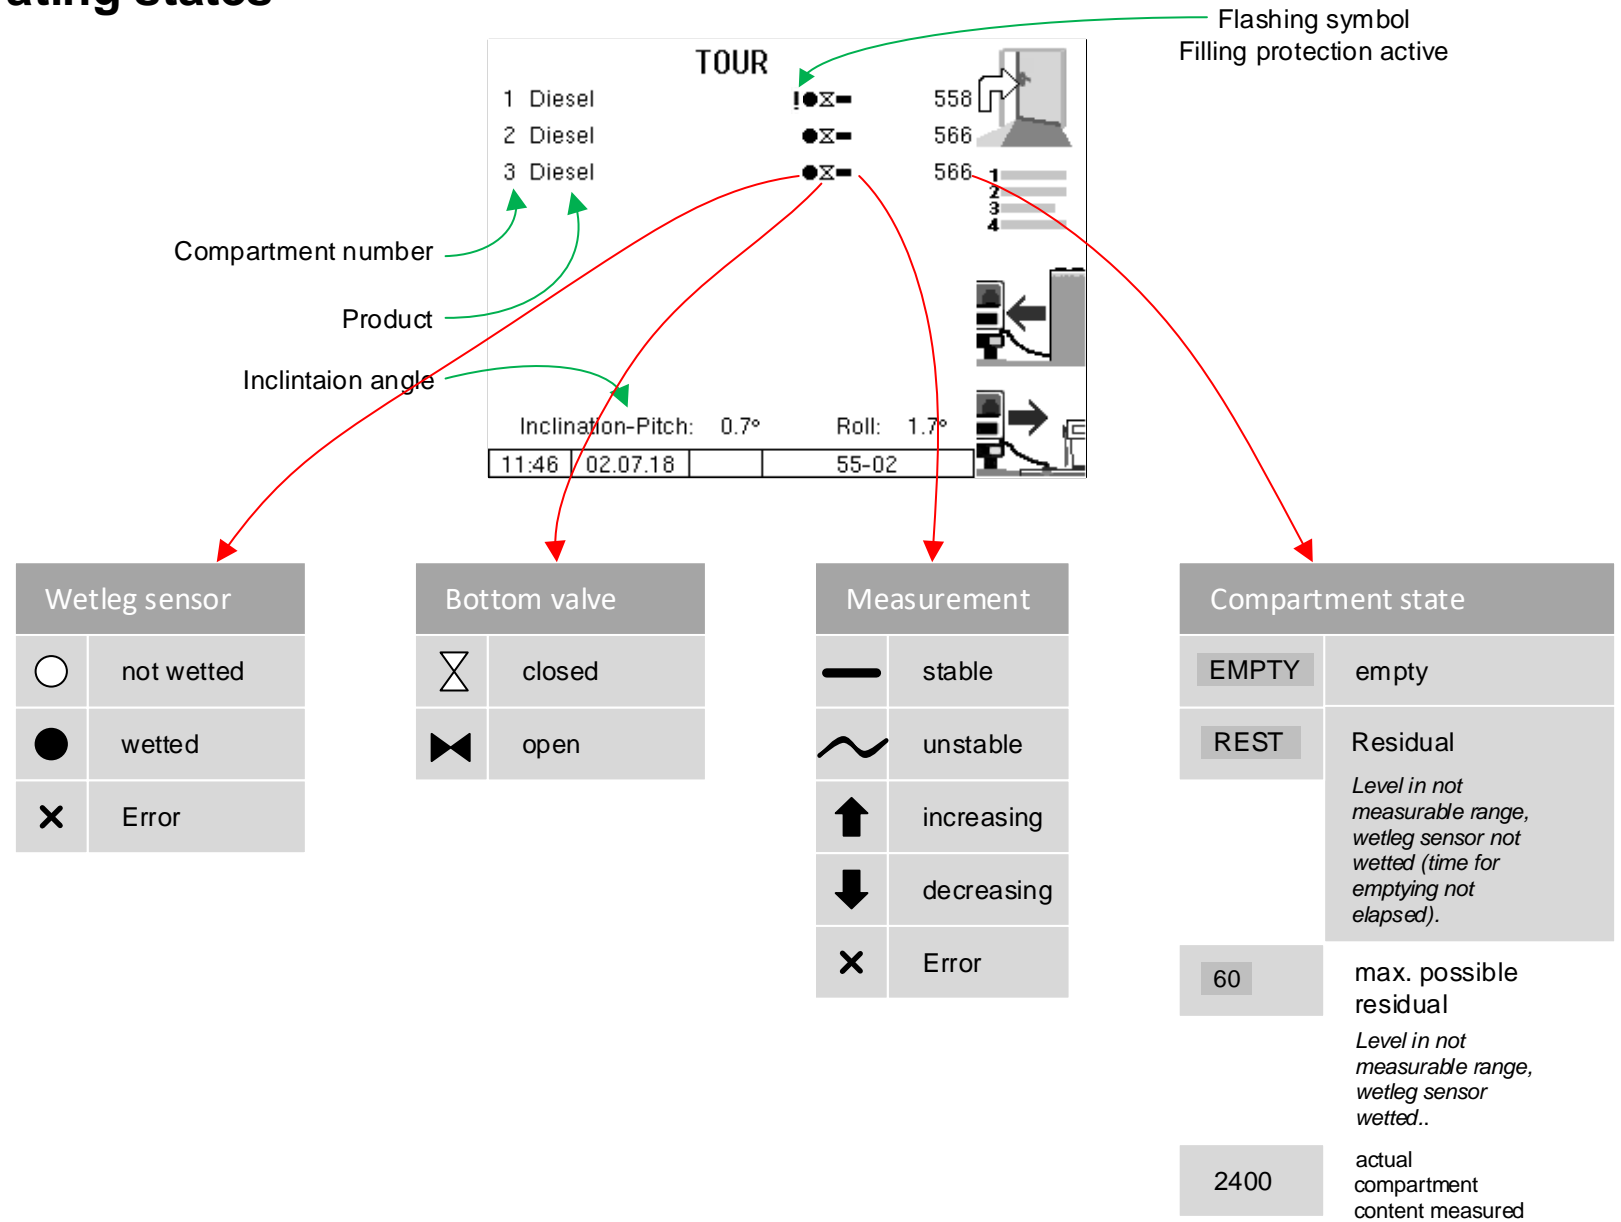 ating states
Flashing symbol
Filling protection active
TOUR
1 Diesel ! 558
2 Diesel 566
3 Diesel 566
1
2
3
4
Compartment number
Product
Inclintaion angle
Inclination-Pitch: 0.7° Roll: 1.7°
11:46 02.07.18 55-02
Wetleg sensor
not wetted
wetted
Error
Bottom valve
closed
open
Measurement
stable
unstable
increasing
decreasing
Error
Compartment state
EMPTY empty
REST Residual
Level in not
measurable range,
wetleg sensor not
wetted (time for
emptying not
elapsed).
60 max. possible
residual
Level in not
measurable range,
wetleg sensor
wetted..
2400 actual
compartment
content measured